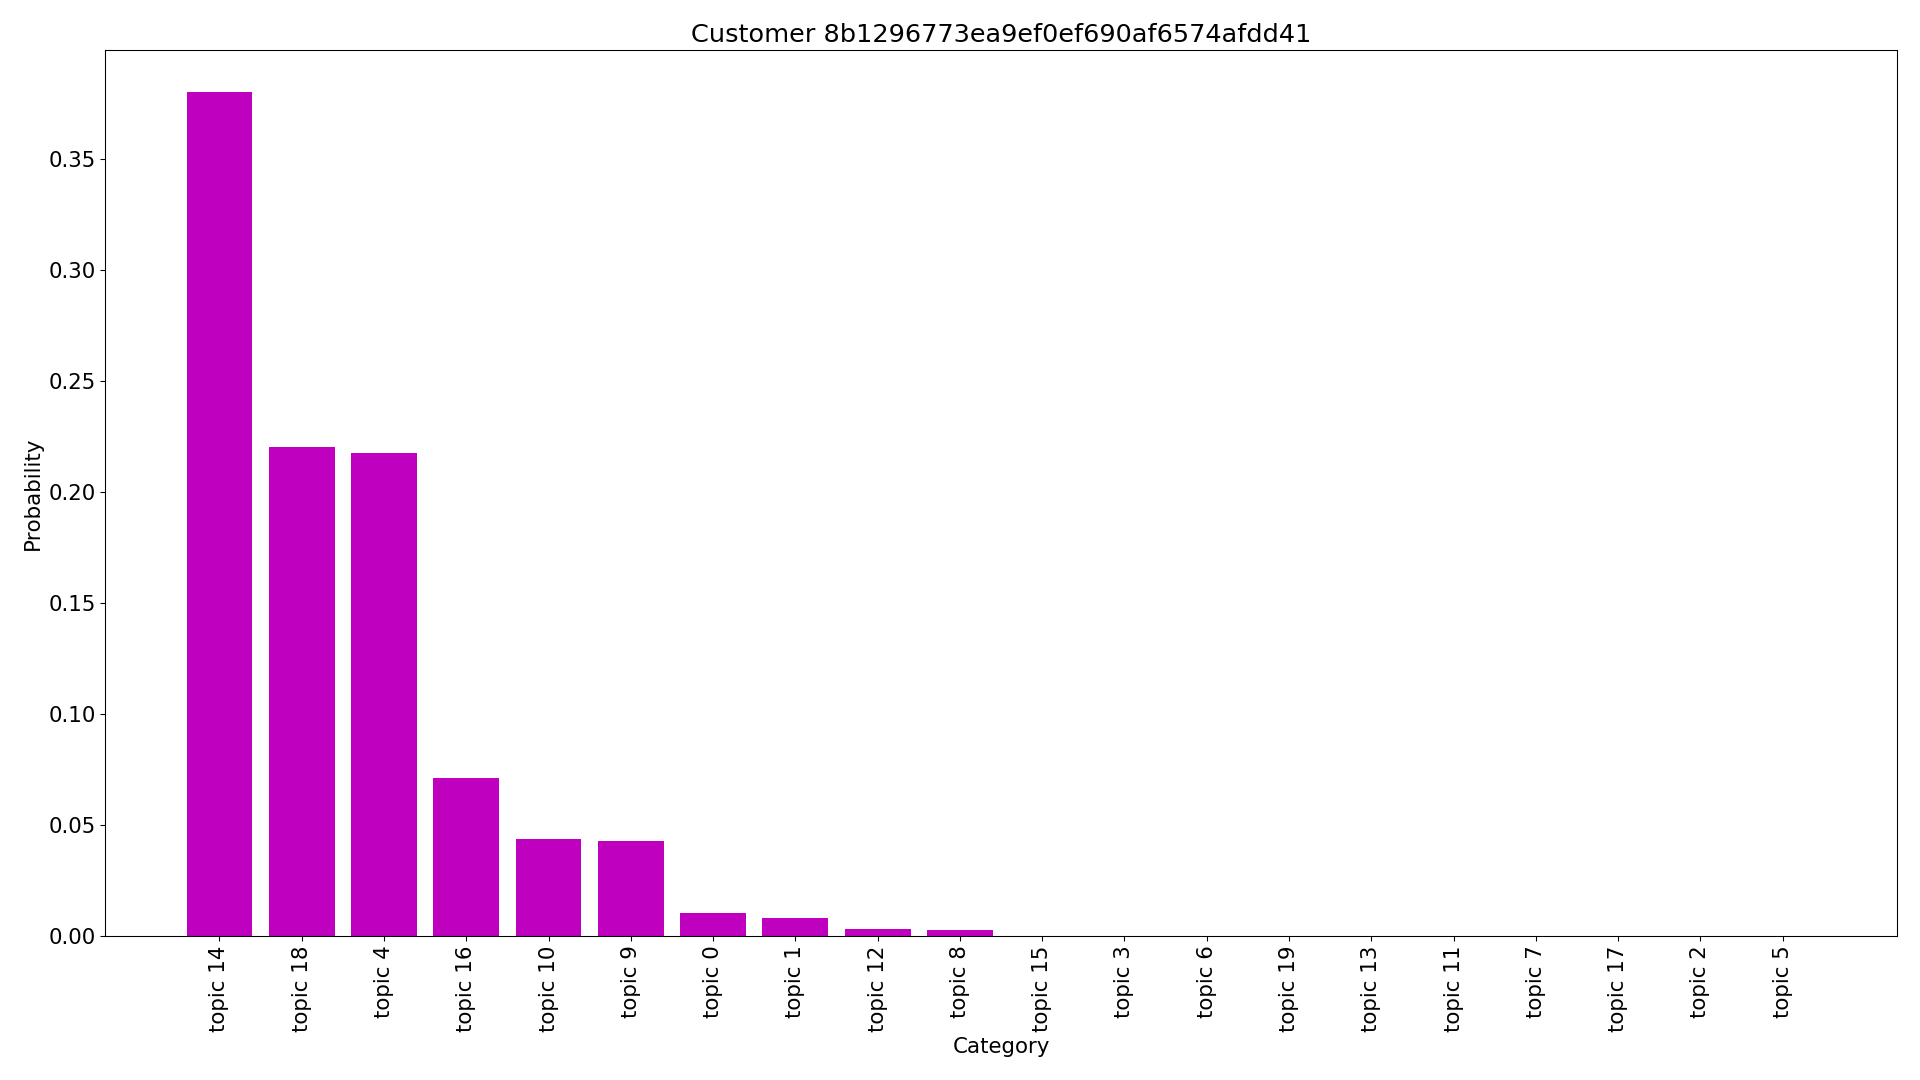 Customer 8b1296773ea9ef0ef690af6574afdd41
Probability
0.35
0.30
0.25
0.20
0.15
0.10
0.05
0.00
topic 14
topic 18
topic 4
topic 16
topic 10
topic 9
topic 0
topic 1
topic 12
topic 8
topic 15
topic 3
topic 6
topic 19
topic 13
topic 11
topic 7
topic 17
topic 2
topic 5
Category